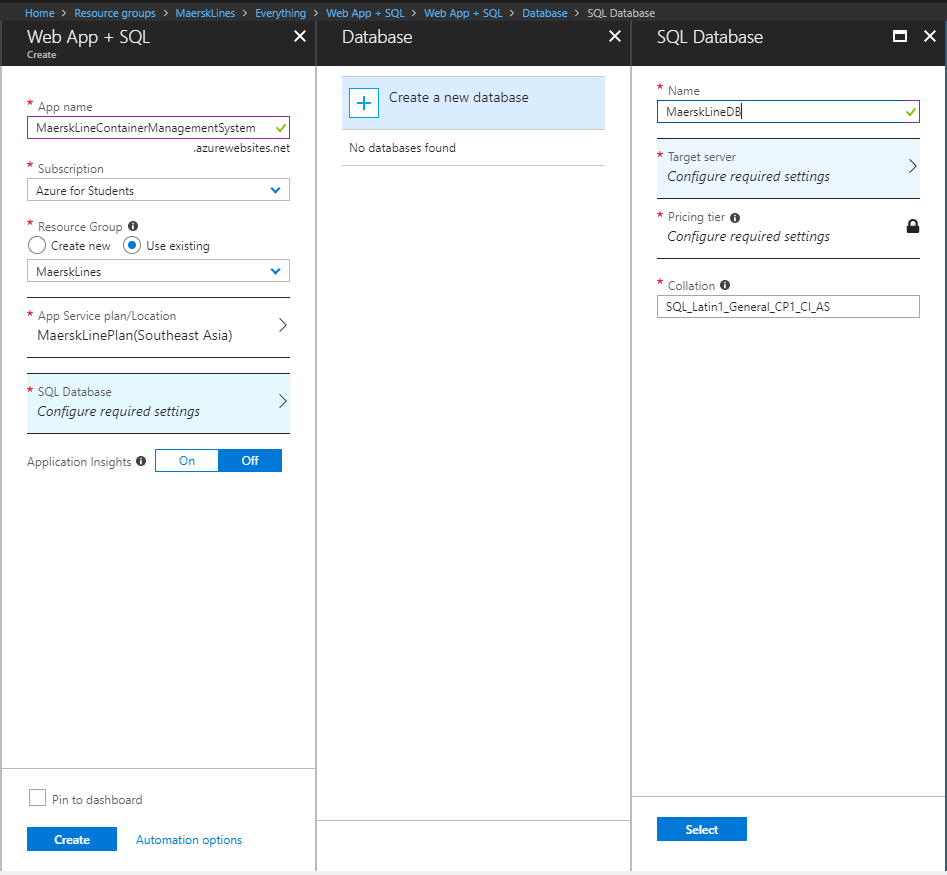 Home > Resource groups > MaerskLines > Everything > Web App + SQL > Web App + SQL > Database > SQL Database
Web App + SQL
Create
* App name
MaerskLineContainerManagementSystem
.azurewebsites.net
* Subscription
Azure for Students
* Resource Group
Create new
Use existing
MaerskLines
* App Service plan/Location
MaerskLinePlan(Southeast Asia)
* SQL Database
Configure required settings
Application Insights
On
Off
Pin to dashboard
Create
Automation options
Database
Create a new database
No databases found
SQL Database
* Name
MaerskLineDB
* Target server
Configure required settings
* Pricing tier
Configure required settings
* Collation
SQL_Latin1_General_CP1_CI_AS
Select